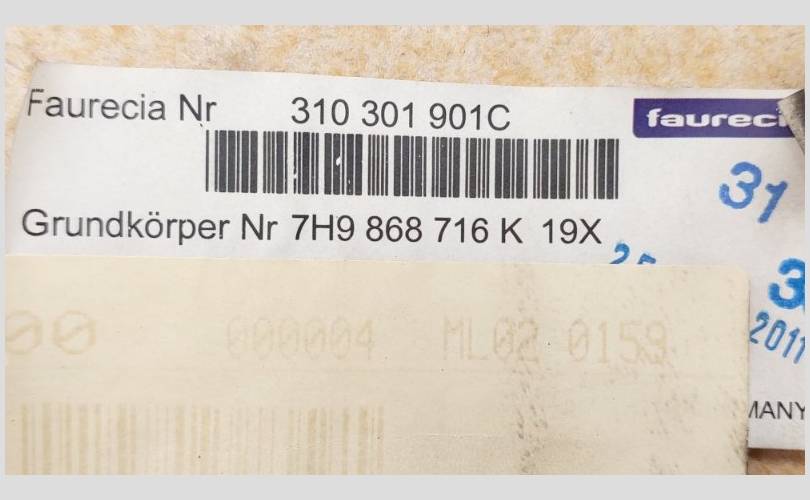 Faurecia Nr 310 301 901C
faureci
31
Grundkörper Nr 7H9 868 716 K 19X
25
3
2011
000004 ML02 0159
MANY